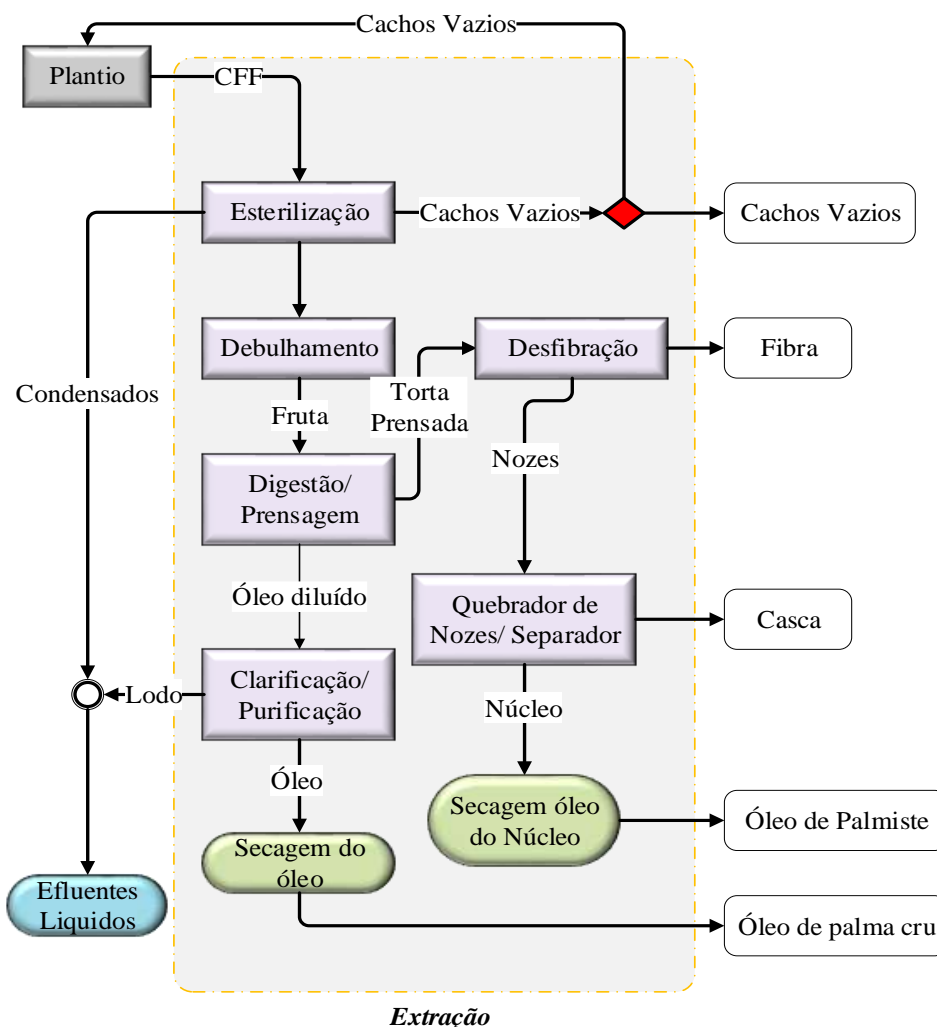 Cachos Vazios
Plantio
CFF
Esterilização
Cachos Vazios
Cachos Vazios
Debulhamento
Desfibração
Fibra
Condensados
Torta
Prensada
Fruta
Nozes
Digestão/
Prensagem
Óleo diluído
Quebrador de
Nozes/ Separador
Casca
Clarificação/
Purificação
Lodo
Núcleo
Óleo
Secagem óleo
do Núcleo
Óleo de Palmiste
Secagem do
óleo
Efluentes
Liquidos
Óleo de palma cru
Extração